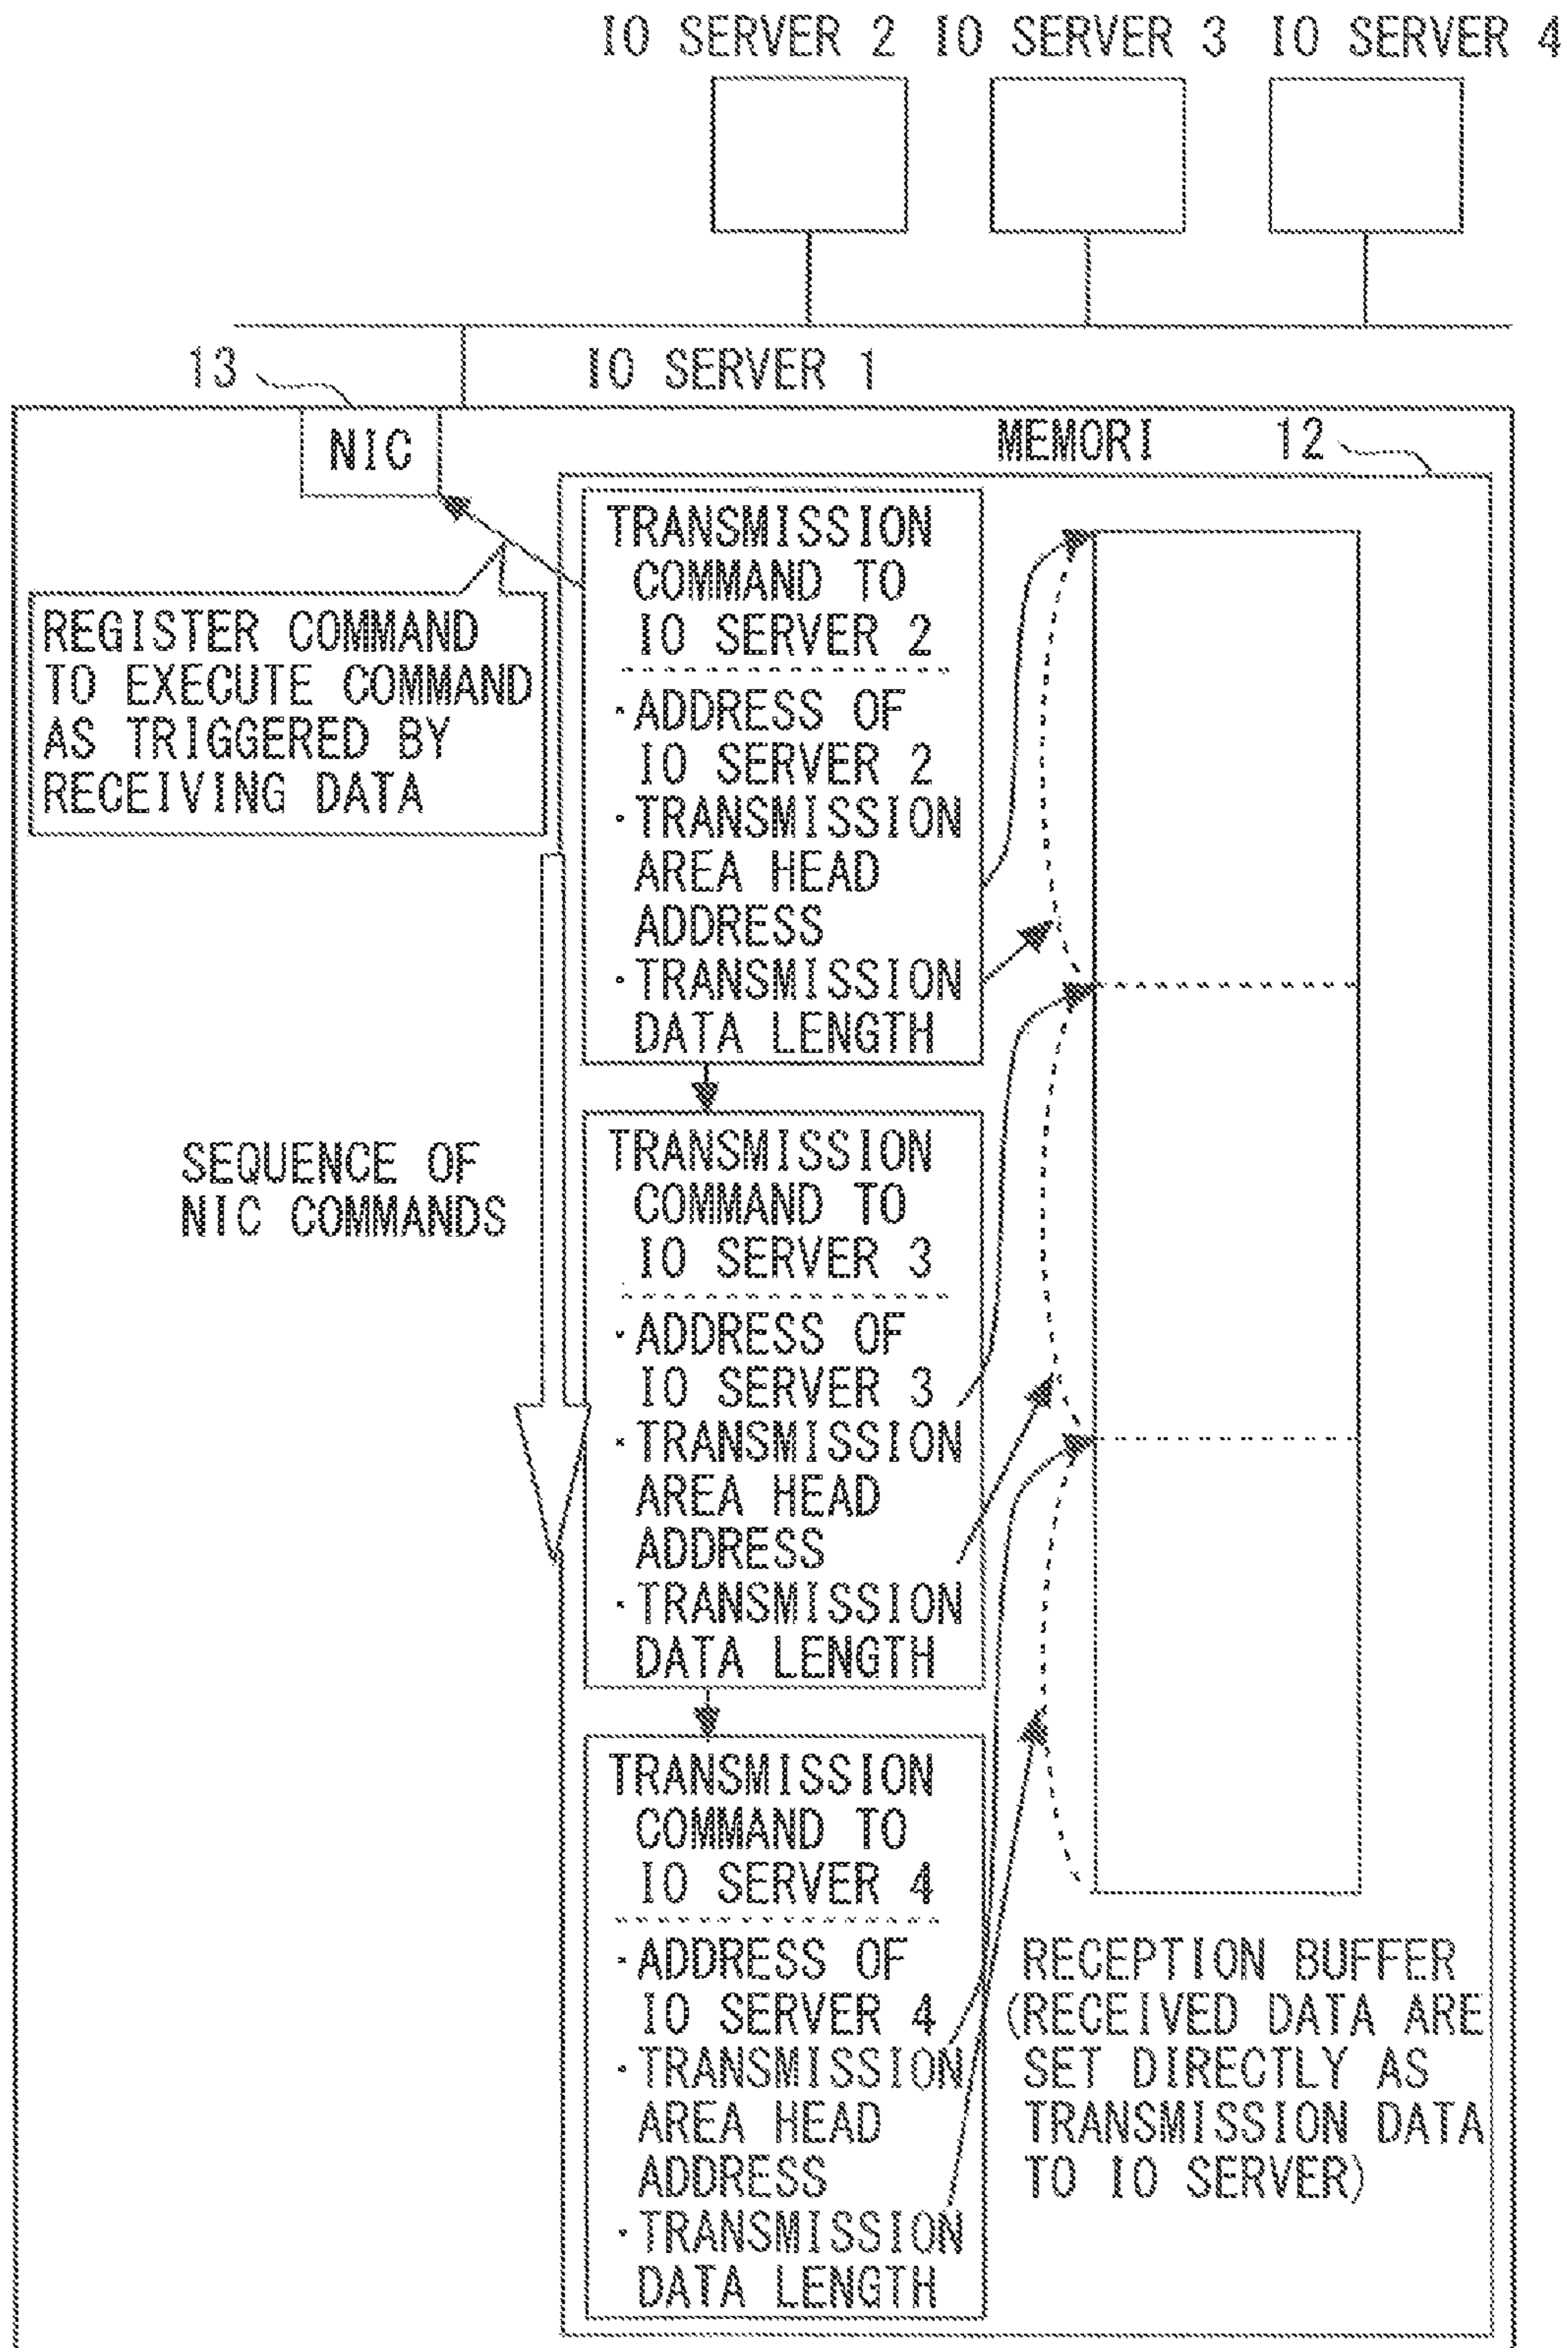 IO SERVER 2 IO SERVER 3 IO SERVER 4
13
IO SERVER 1
NIC
MEMORI 12
REGISTER COMMAND
TO EXECUTE COMMAND
AS TRIGGERED BY
RECEIVING DATA
TRANSMISSION
COMMAND TO
IO SERVER 2
・ADDRESS OF
IO SERVER 2
・TRANSMISSION
AREA HEAD
ADDRESS
・TRANSMISSION
DATA LENGTH
SEQUENCE OF
NIC COMMANDS
TRANSMISSION
COMMAND TO
IO SERVER 3
・ADDRESS OF
IO SERVER 3
・TRANSMISSION
AREA HEAD
ADDRESS
・TRANSMISSION
DATA LENGTH
TRANSMISSION
COMMAND TO
IO SERVER 4
・ADDRESS OF
IO SERVER 4
・TRANSMISSION
AREA HEAD
ADDRESS
・TRANSMISSION
DATA LENGTH
RECEPTION BUFFER
(RECEIVED DATA ARE
SET DIRECTLY AS
TRANSMISSION DATA
TO IO SERVER)